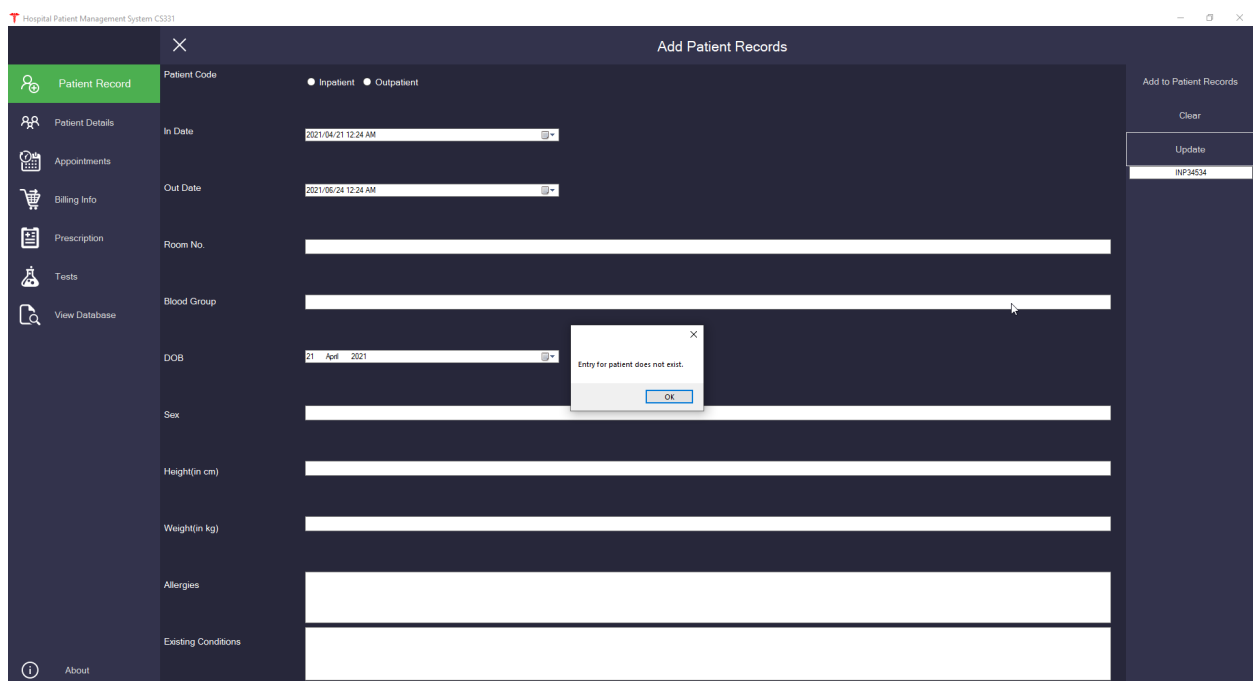 Hospital Patient Management System CS331
Add Patient Records
Patient Record
Patient Details
Appointments
Billing Info
Prescription
Tests
View Database
About
Patient Code
Inpatient Outpatient
In Date
2021/04/21 12:24 AM
Out Date
2021/06/24 12:24 AM
Room No.
Blood Group
DOB
21 April 2021
Sex
Height(in cm)
Weight(in kg)
Allergies
Existing Conditions
Entry for patient does not exist.
OK
Add to Patient Records
Clear
Update
INP34534